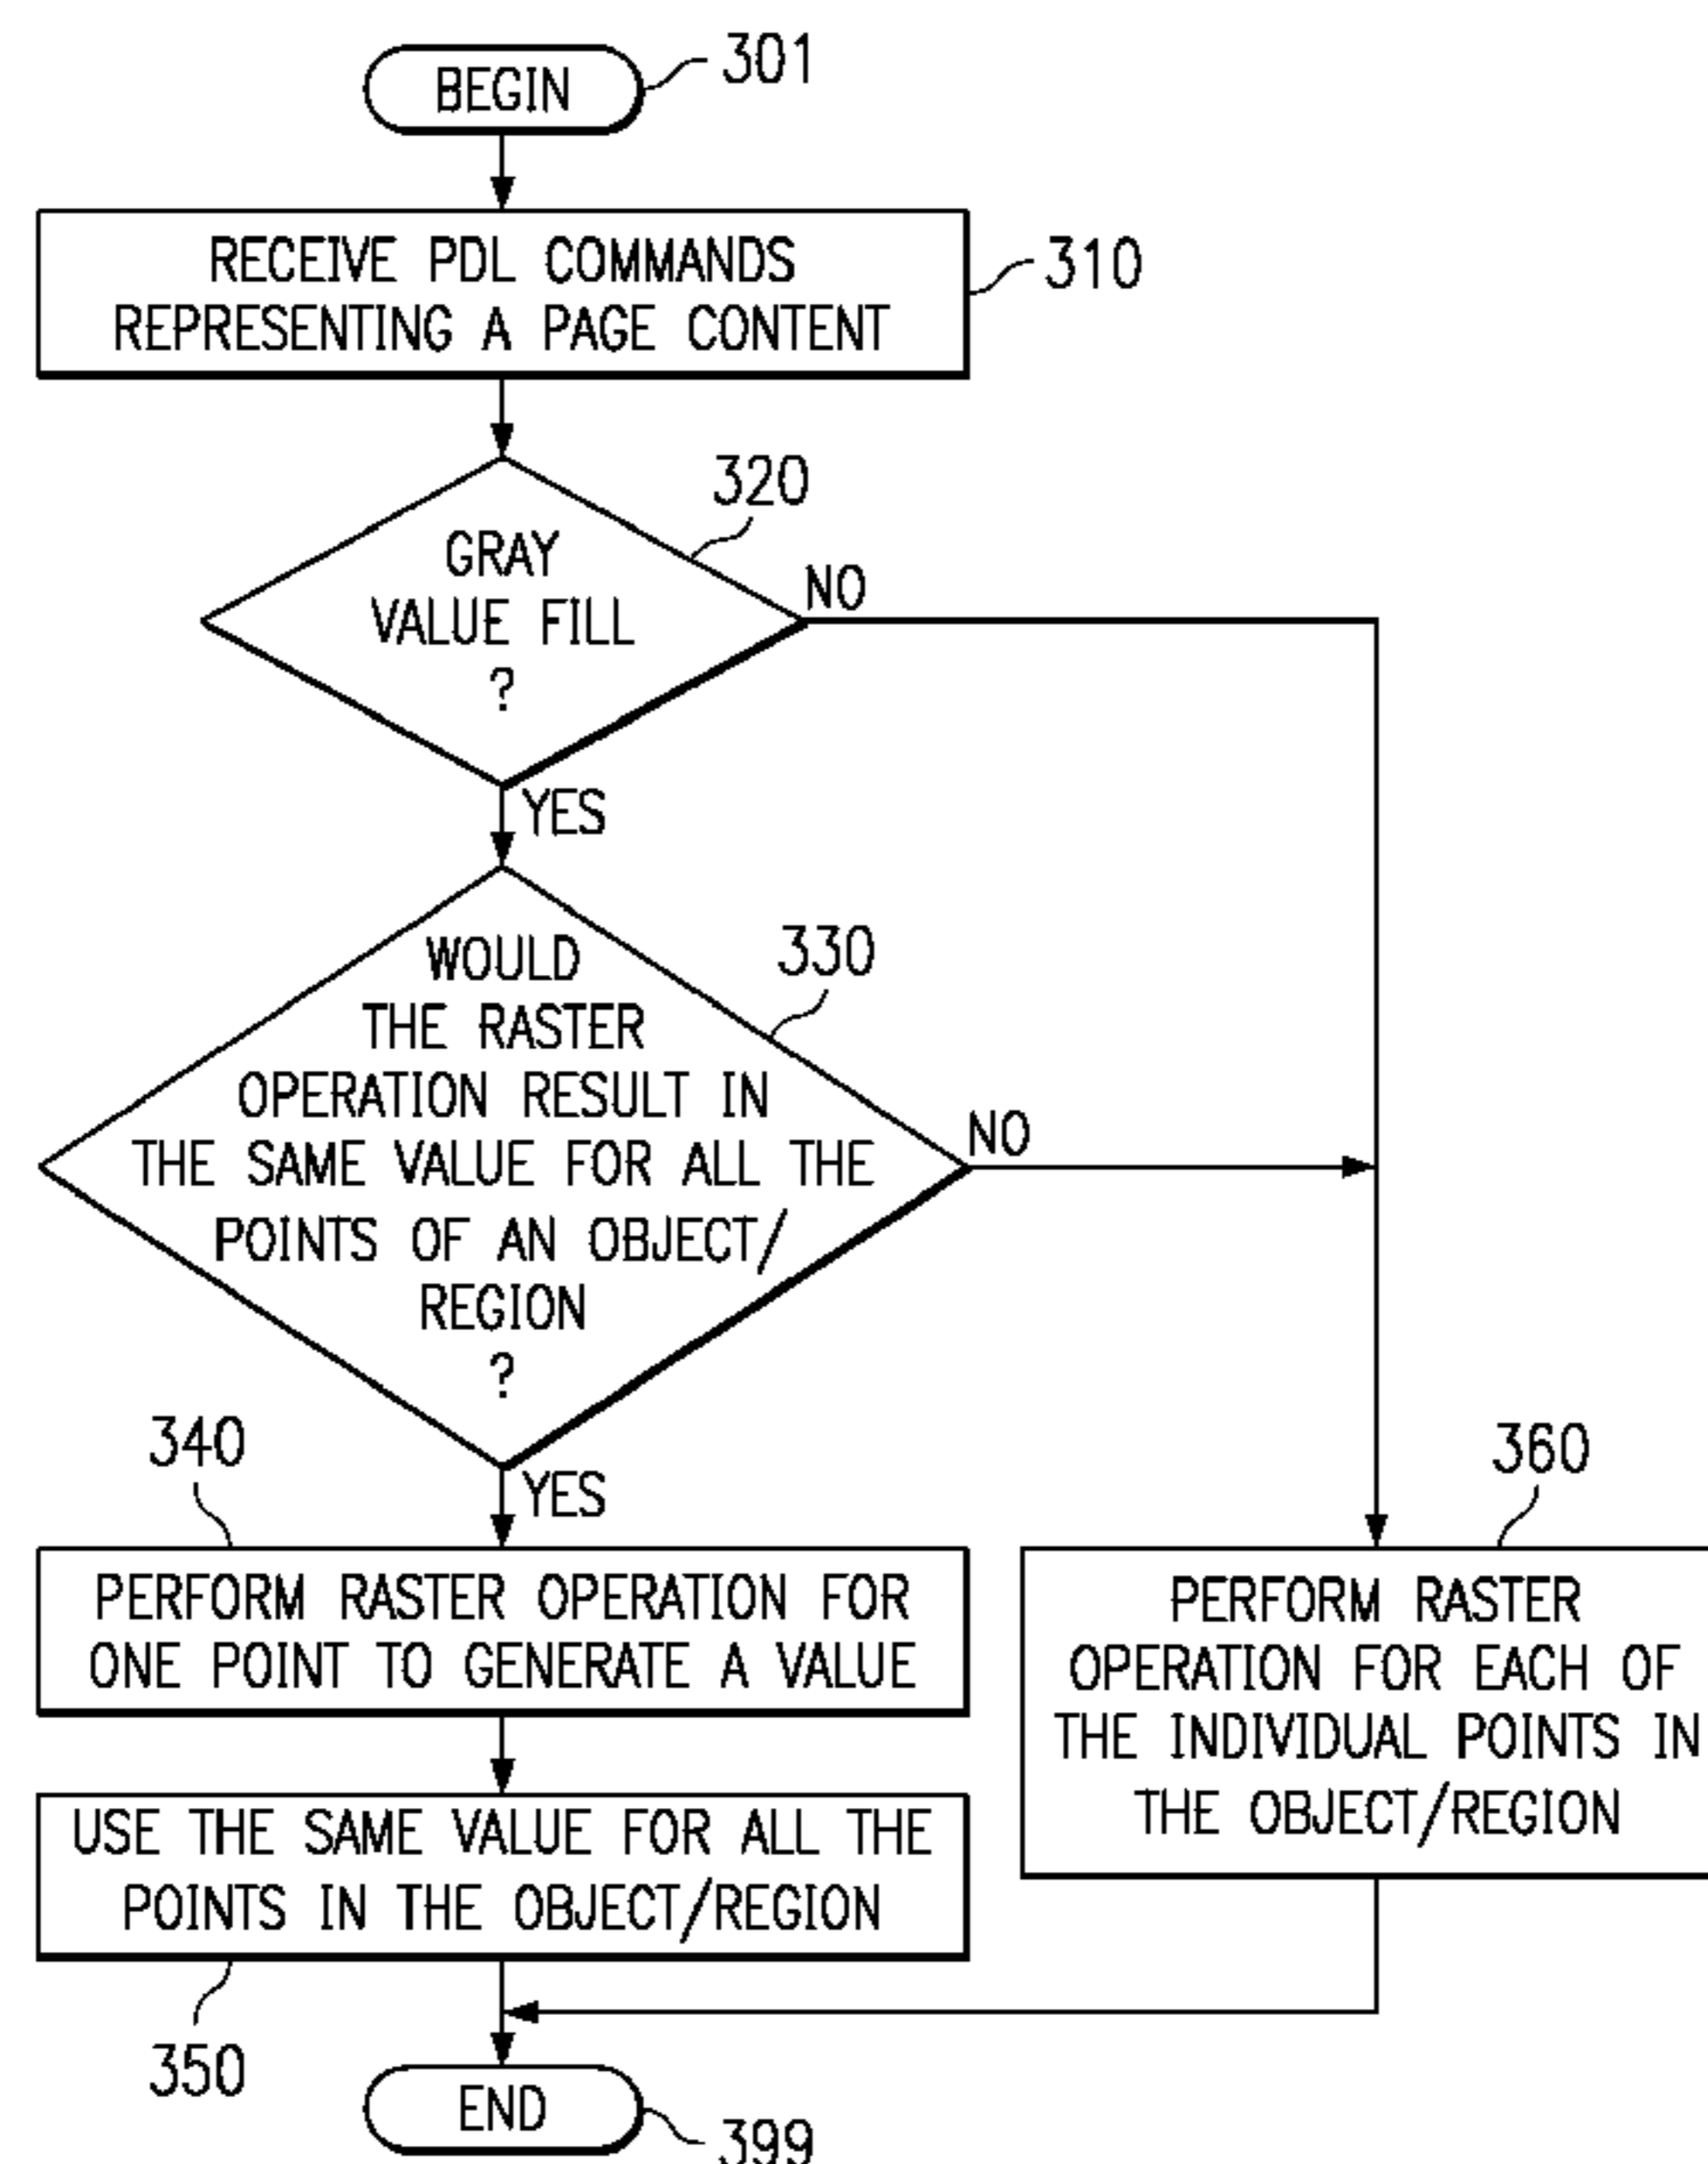 BEGIN
301
RECEIVE PDL COMMANDS
REPRESENTING A PAGE CONTENT
310
320
GRAY
VALUE FILL
?
NO
YES
330
WOULD
THE RASTER
OPERATION RESULT IN
THE SAME VALUE FOR ALL THE
POINTS OF AN OBJECT/
REGION
?
NO
YES
340
PERFORM RASTER OPERATION FOR
ONE POINT TO GENERATE A VALUE
360
PERFORM RASTER
OPERATION FOR EACH OF
THE INDIVIDUAL POINTS IN
THE OBJECT/REGION
USE THE SAME VALUE FOR ALL THE
POINTS IN THE OBJECT/REGION
350
END
399